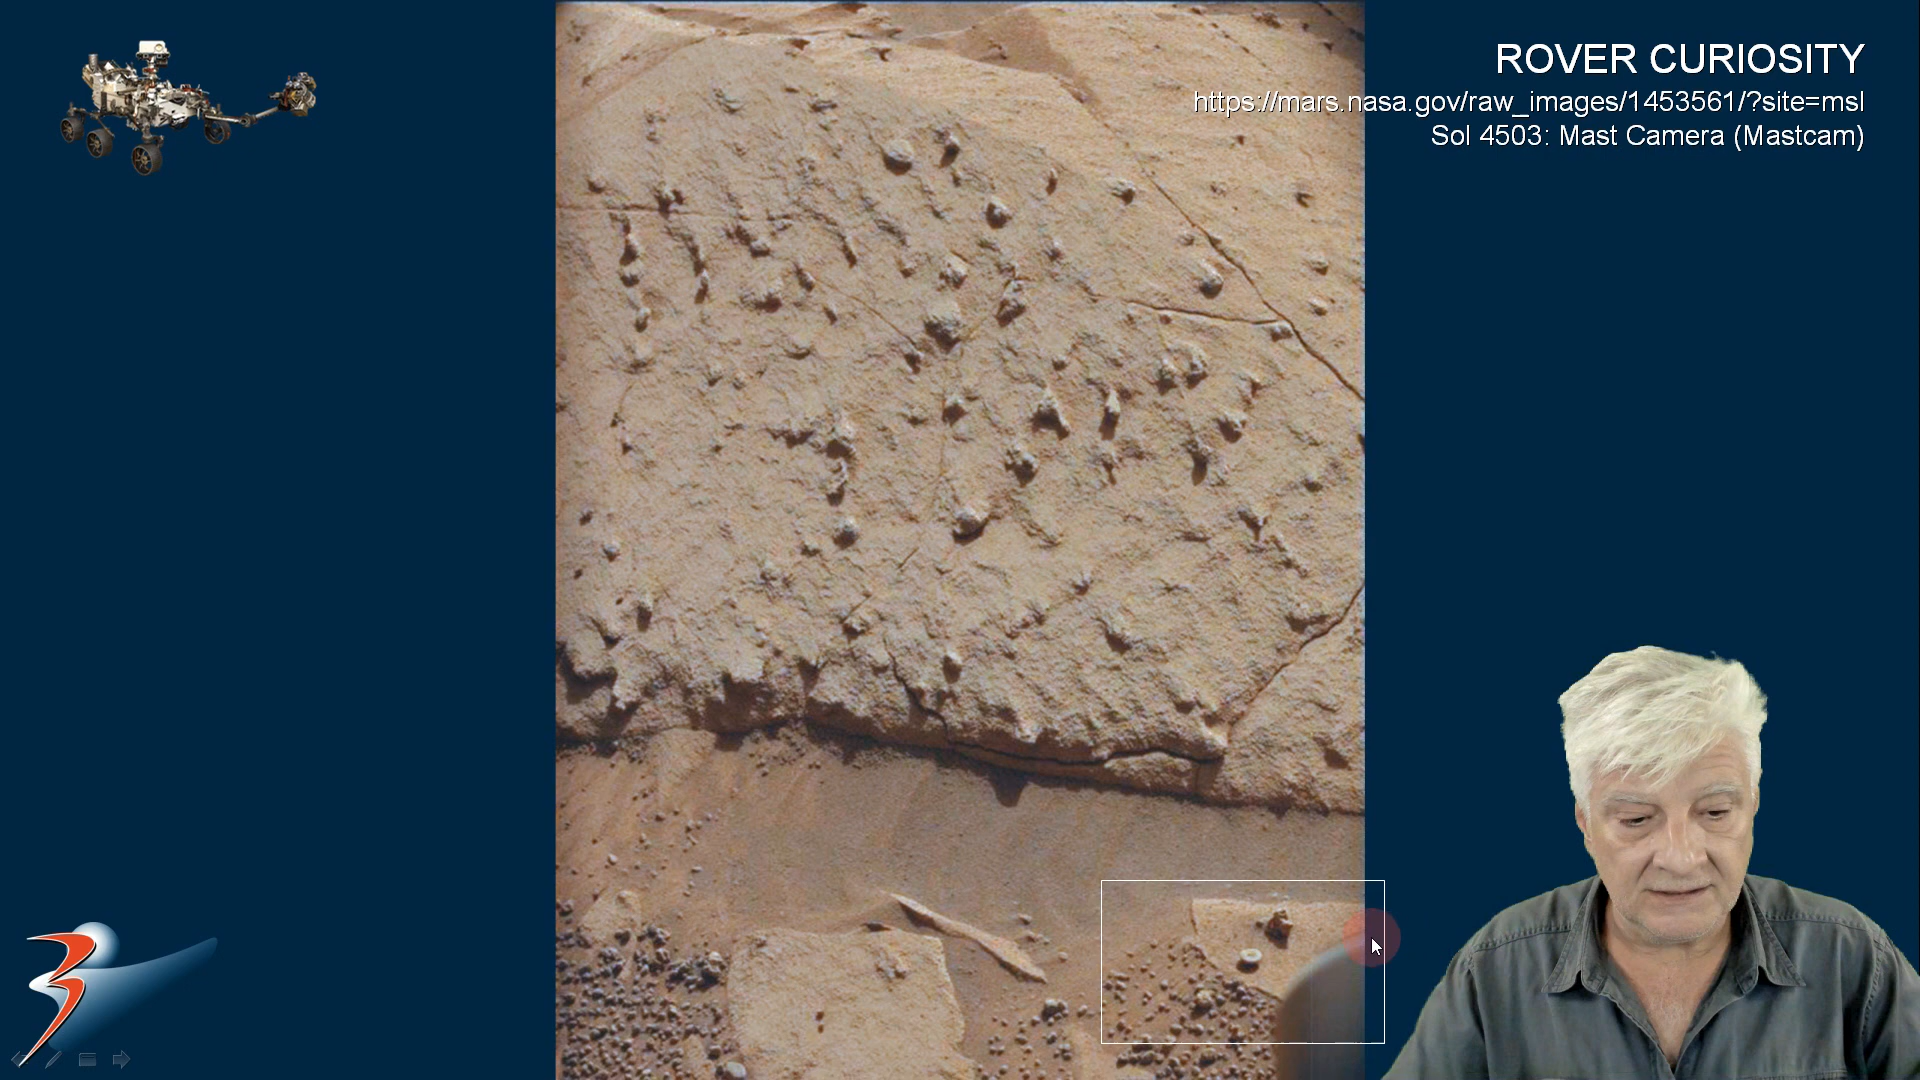 ROVER CURIOSITY
https://mars.nasa.gov/raw_images/1453561/?site=msl
Sol 4503: Mast Camera (Mastcam)